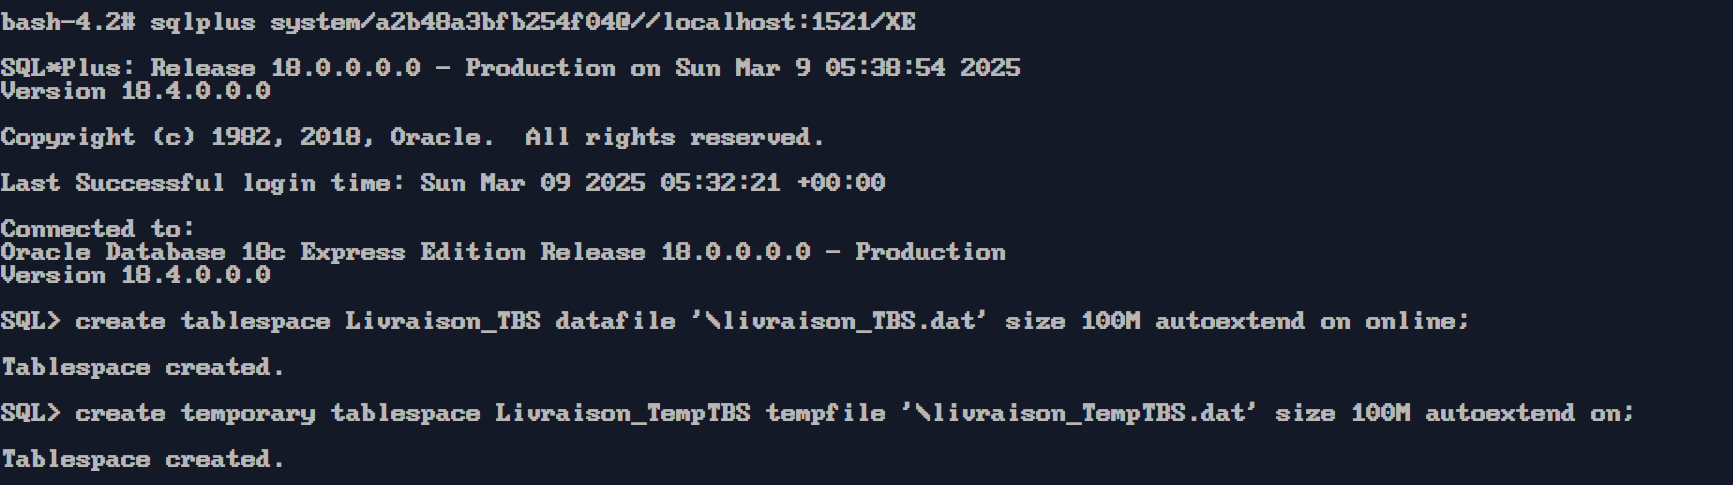 bash-4.2# sqlplus system/a2b48a3bfb254f04@//localhost:1521/XE
SQL*Plus: Release 18.0.0.0.0 - Production on Sun Mar 9 05:38:54 2025
Version 18.4.0.0.0
Copyright (c) 1982, 2018, Oracle.  All rights reserved.
Last Successful login time: Sun Mar 09 2025 05:32:21 +00:00
Connected to:
Oracle Database 18c Express Edition Release 18.0.0.0.0 - Production
Version 18.4.0.0.0
SQL> create tablespace Livraison_TBS datafile '\livraison_TBS.dat' size 100M autoextend on online;
Tablespace created.
SQL> create temporary tablespace Livraison_TempTBS tempfile '\livraison_TempTBS.dat' size 100M autoextend on;
Tablespace created.